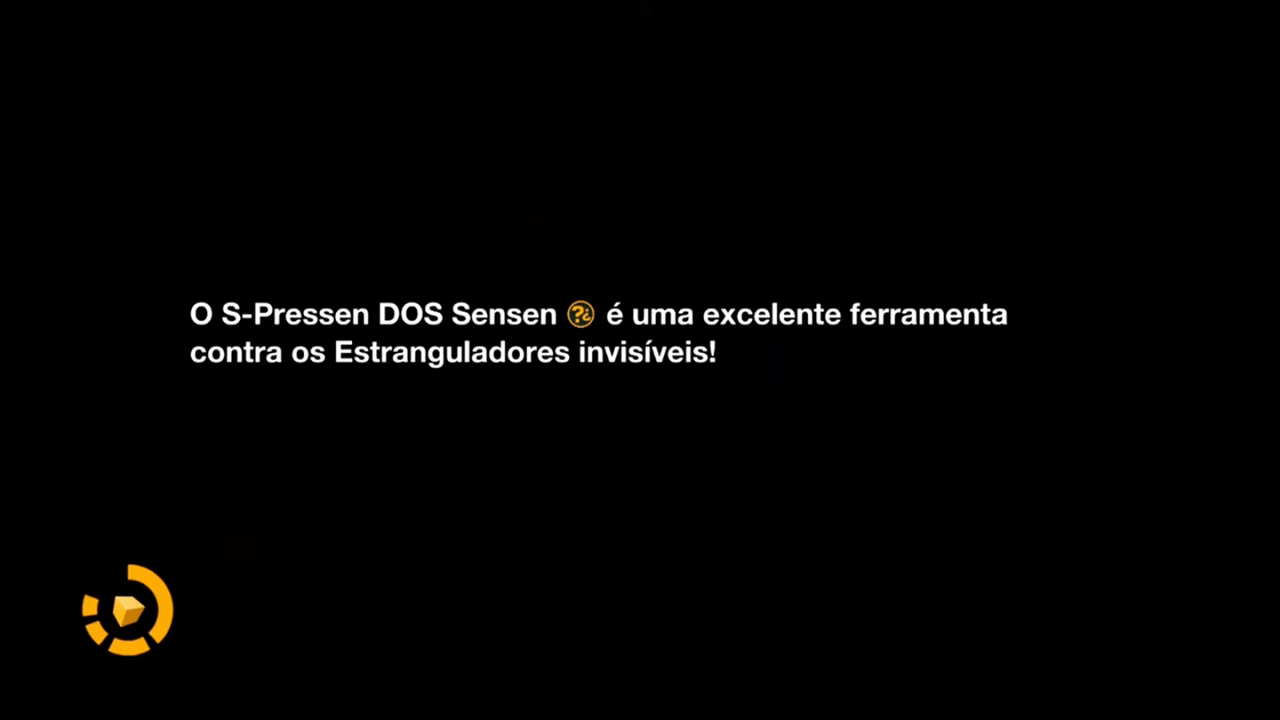 O S-Pressen DOS Sensen é uma excelente ferramenta
contra os Estranguladores invisíveis!